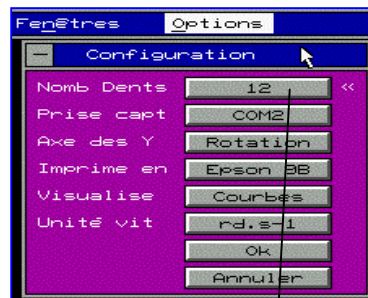 Fenêtres Options
Configuration
Nomb Dents 12 «
Prise capt COM2
Axe des Y Rotation
Imprime en Epson 9B
Visualise Courbes
Unité vit rd.s-1
Ok
Annuler